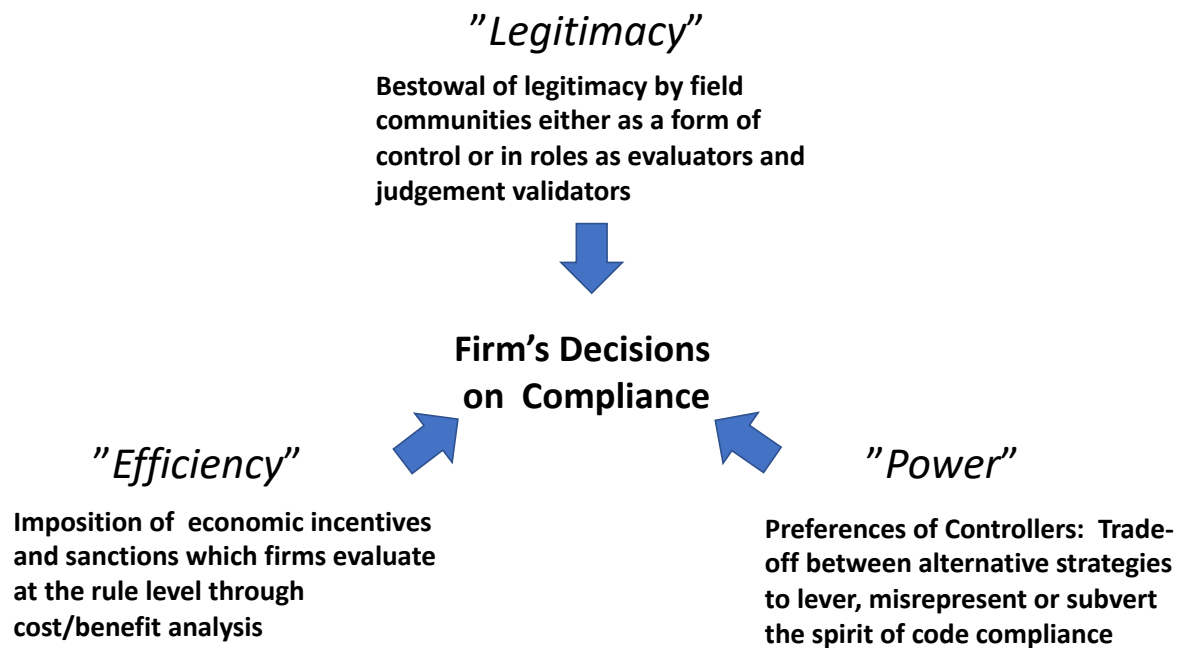 ”Legitimacy”
Bestowal of legitimacy by field
communities either as a form of
control or in roles as evaluators and
judgement validators
Firm’s Decisions
on Compliance
”Efficiency”
Imposition of economic incentives
and sanctions which firms evaluate
at the rule level through
cost/benefit analysis
”Power”
Preferences of Controllers: Trade-
off between alternative strategies
to lever, misrepresent or subvert
the spirit of code compliance